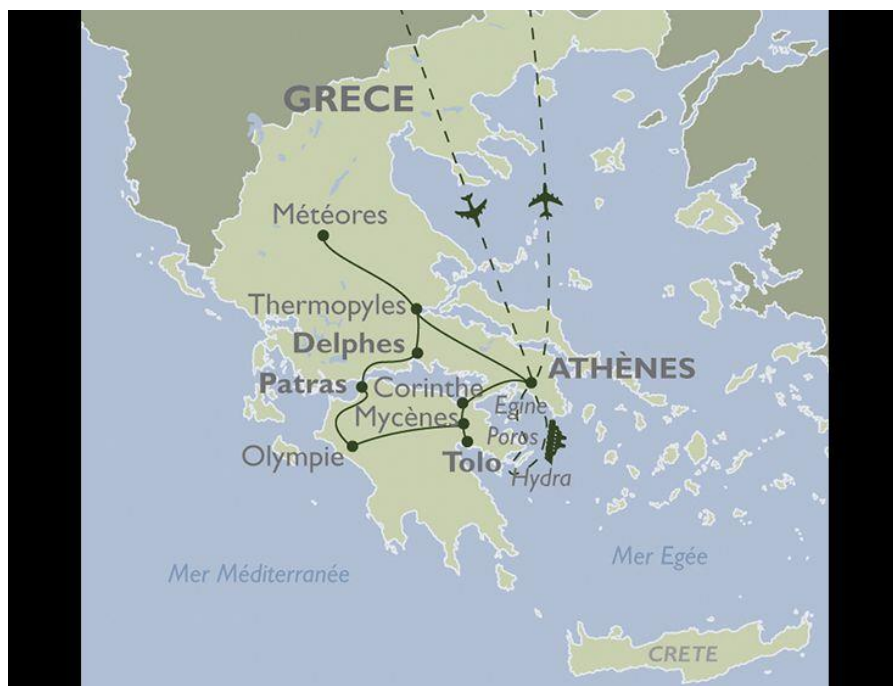 GRECE
Météores
Thermopyles
Delphes
ATHÈNES
Patras
Corinthe
Egine
Mycènes
Poros
Olympie
Tolo
Hydra
Mer Egée
Mer Méditerranée
CRETE